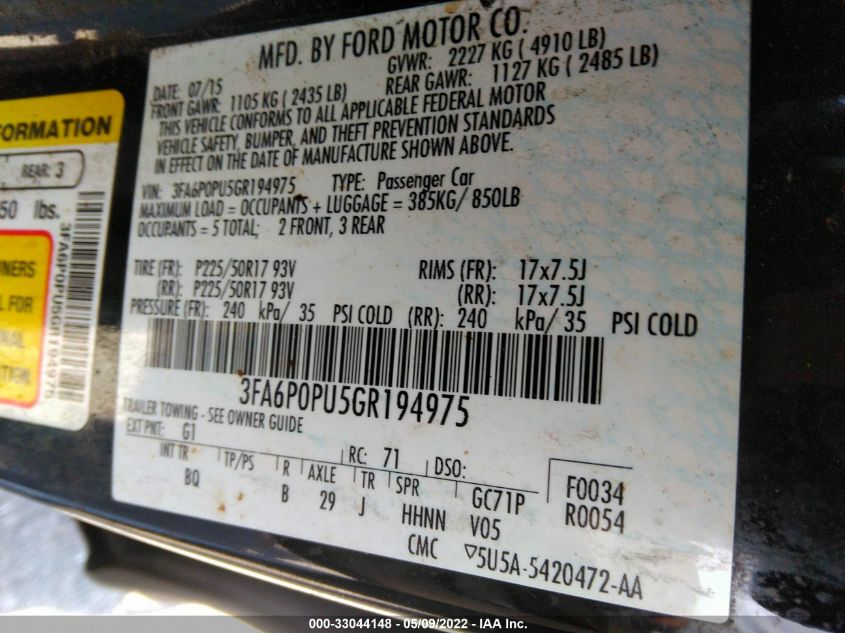 MFD. BY FORD MOTOR CO.
DATE: 07/15
GVWR: 2227 KG ( 4910 LB)
FRONT GAWR: 1105 KG ( 2435 LB)
REAR GAWR: 1127 KG ( 2485 LB)
THIS VEHICLE CONFORMS TO ALL APPLICABLE FEDERAL MOTOR
VEHICLE SAFETY, BUMPER, AND THEFT PREVENTION STANDARDS
IN EFFECT ON THE DATE OF MANUFACTURE SHOWN ABOVE.
VIN: 3FA6P0PU5GR194975 TYPE: Passenger Car
MAXIMUM LOAD = OCCUPANTS + LUGGAGE = 385KG/ 850LB
OCCUPANTS = 5 TOTAL; 2 FRONT, 3 REAR
TIRE (FR): P225/50R17 93V RIMS (FR): 17x7.5J
(RR): P225/50R17 93V (RR): 17x7.5J
PRESSURE (FR): 240 kPa/ 35 PSI COLD (RR): 240 kPa/ 35 PSI COLD
3FA6P0PU5GR194975
TRAILER TOWING - SEE OWNER GUIDE
EXT PNT: G1 RC: 71 DSO:
INT TR TP/PS R AXLE TR SPR GC71P F0034
BQ B 29 J HHNN V05 R0054
CMC ▽5U5A-5420472-AA
FORMATION
REAR: 3
50 lbs.
3FA6P0PU5GR194975
WNERS
L FOR
NAL
ATION
000-33044148 - 05/09/2022 - IAA Inc.